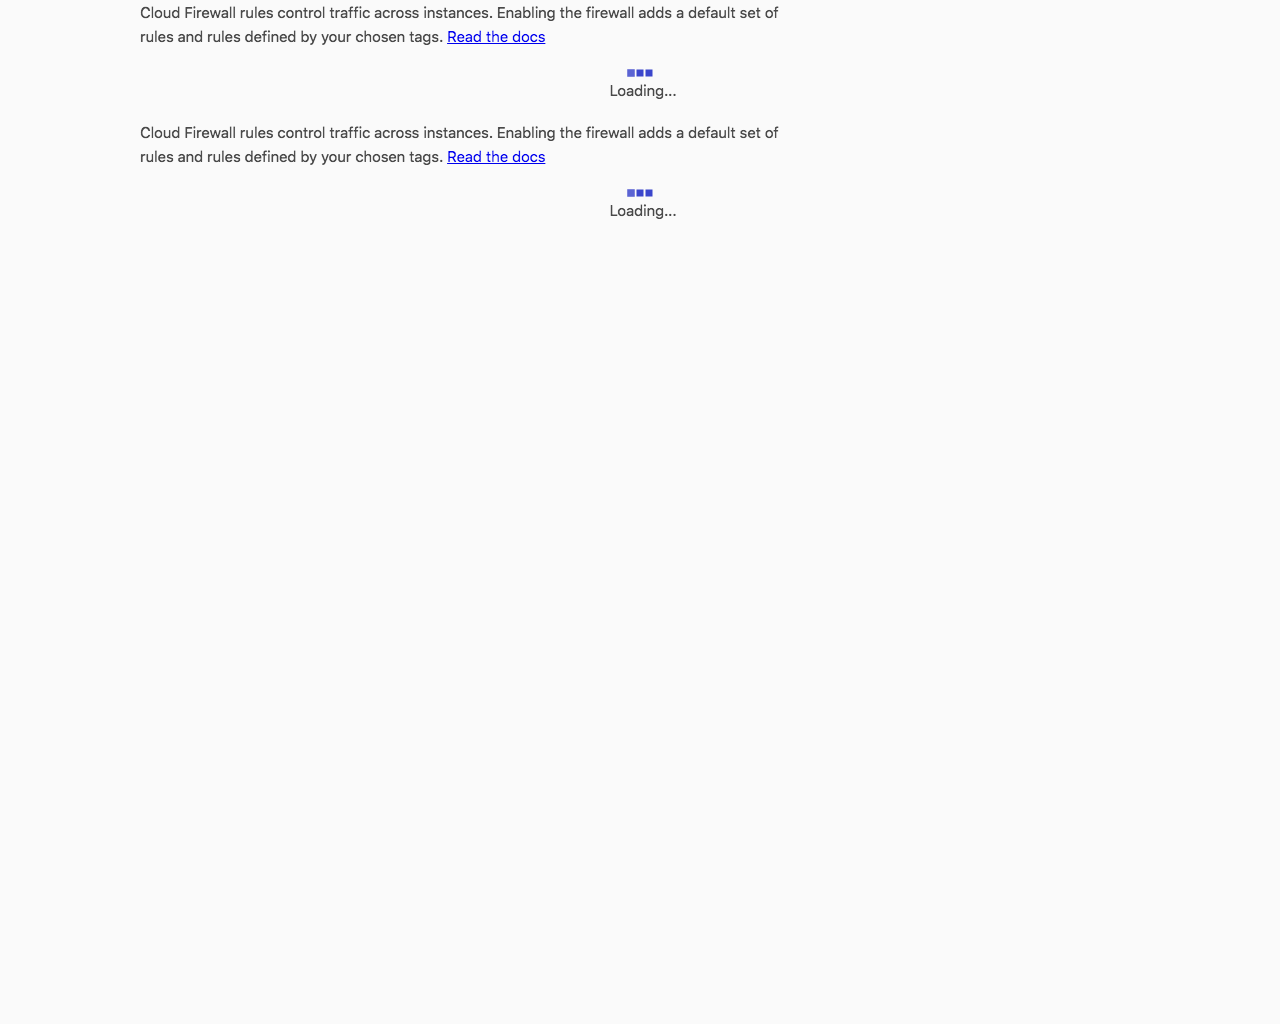 Cloud Firewall rules control traffic across instances. Enabling the firewall adds a default set of
rules and rules defined by your chosen tags. Read the docs
Loading...
Cloud Firewall rules control traffic across instances. Enabling the firewall adds a default set of
rules and rules defined by your chosen tags. Read the docs
Loading...